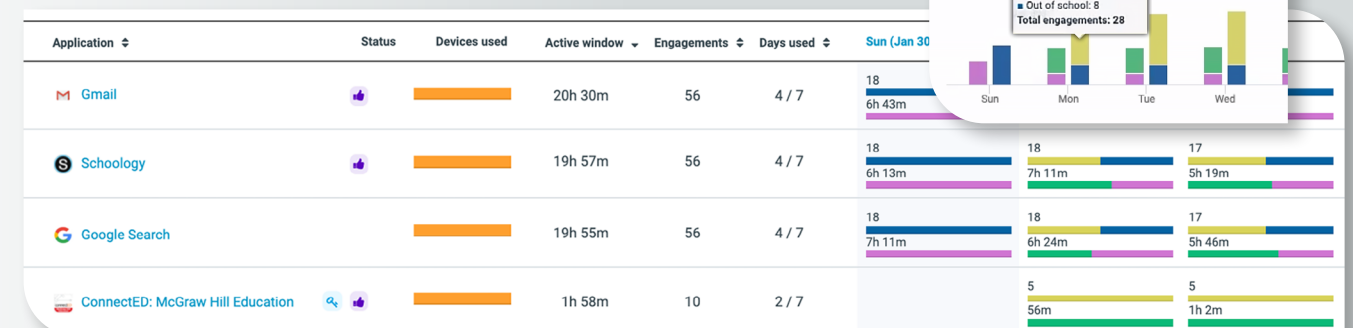 Out of school: 8
Total engagements: 28
Sun Mon Tue Wed
Application Status Devices used Active window Engagements Days used Sun (Jan 30
Gmail 20h 30m 56 4 / 7 18
6h 43m
Schoology 19h 57m 56 4 / 7 18 18 17
6h 13m 7h 11m 5h 19m
Google Search 19h 55m 56 4 / 7 18 18 17
7h 11m 6h 24m 5h 46m
ConnectED: McGraw Hill Education 1h 58m 10 2 / 7 5 5
56m 1h 2m